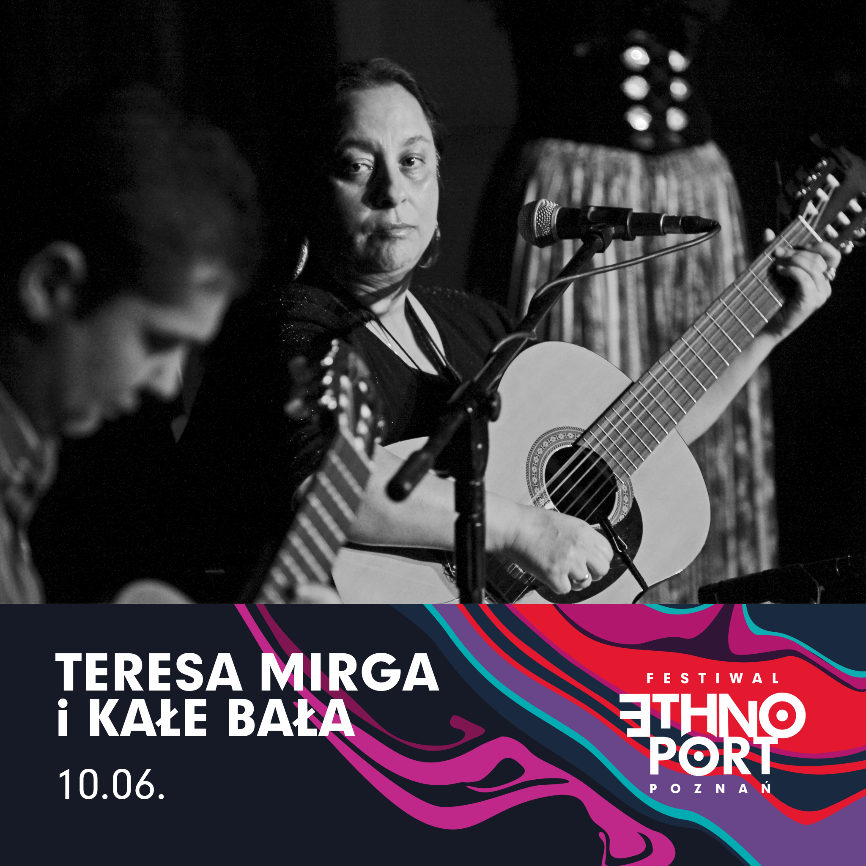 TERESA MIRGA
i KAŁE BAŁA
10.06.
FESTIWAL
ETHNO
PORT
POZNAŃ